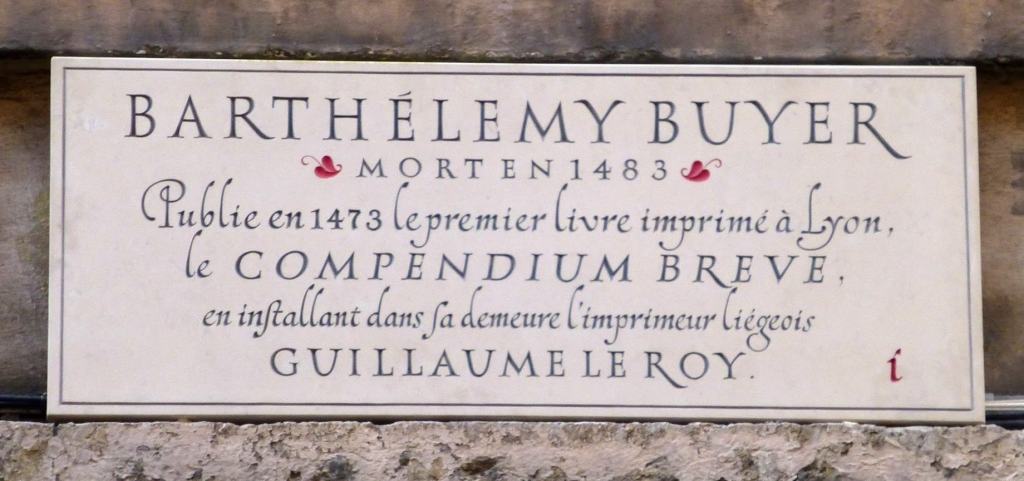 BARTHÉLEMY BUYER
MORT EN 1483
Publie en 1473 le premier livre imprimé à Lyon,
le COMPENDIUM BREVE,
en inſtallant dans ſa demeure l'imprimeur liégeois
GUILLAUME LE ROY.
i